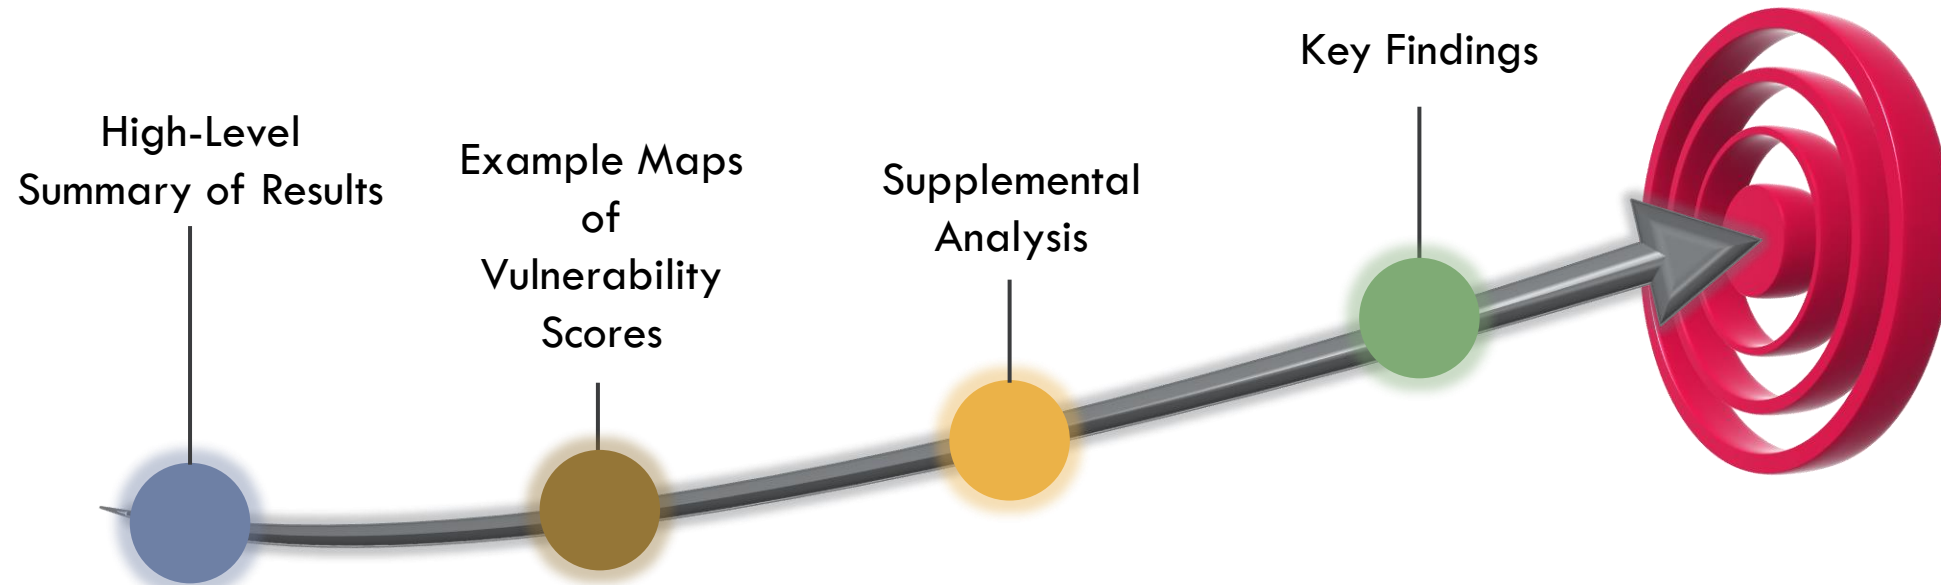 High-Level
Summary of Results
Example Maps
of
Vulnerability
Scores
Supplemental
Analysis
Key Findings